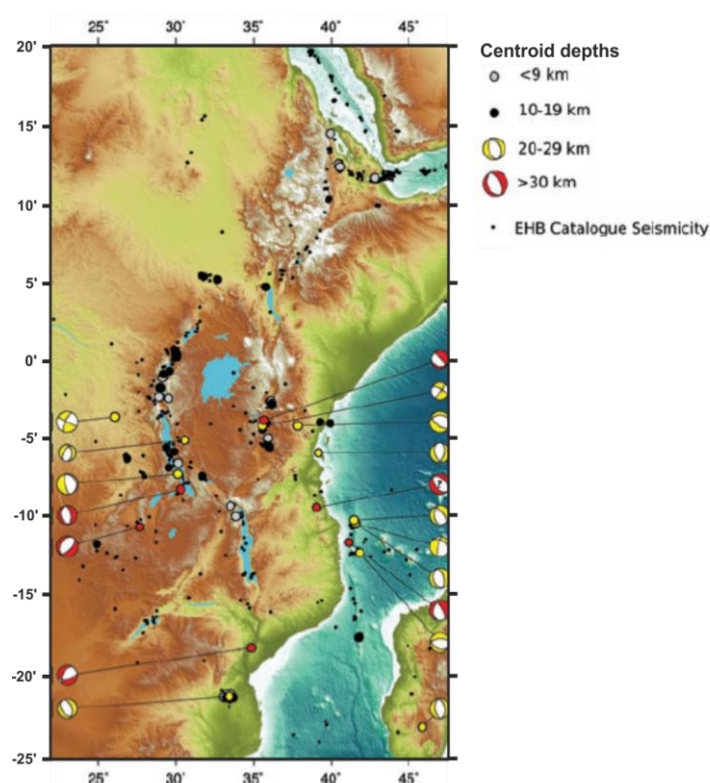 25° 30° 35° 40° 45°
20'
15'
10'
5'
0'
-5'
-10'
-15'
-20'
-25'
25° 30° 35° 40° 45°
Centroid depths
<9 km
10-19 km
20-29 km
>30 km
EHB Catalogue Seismicity